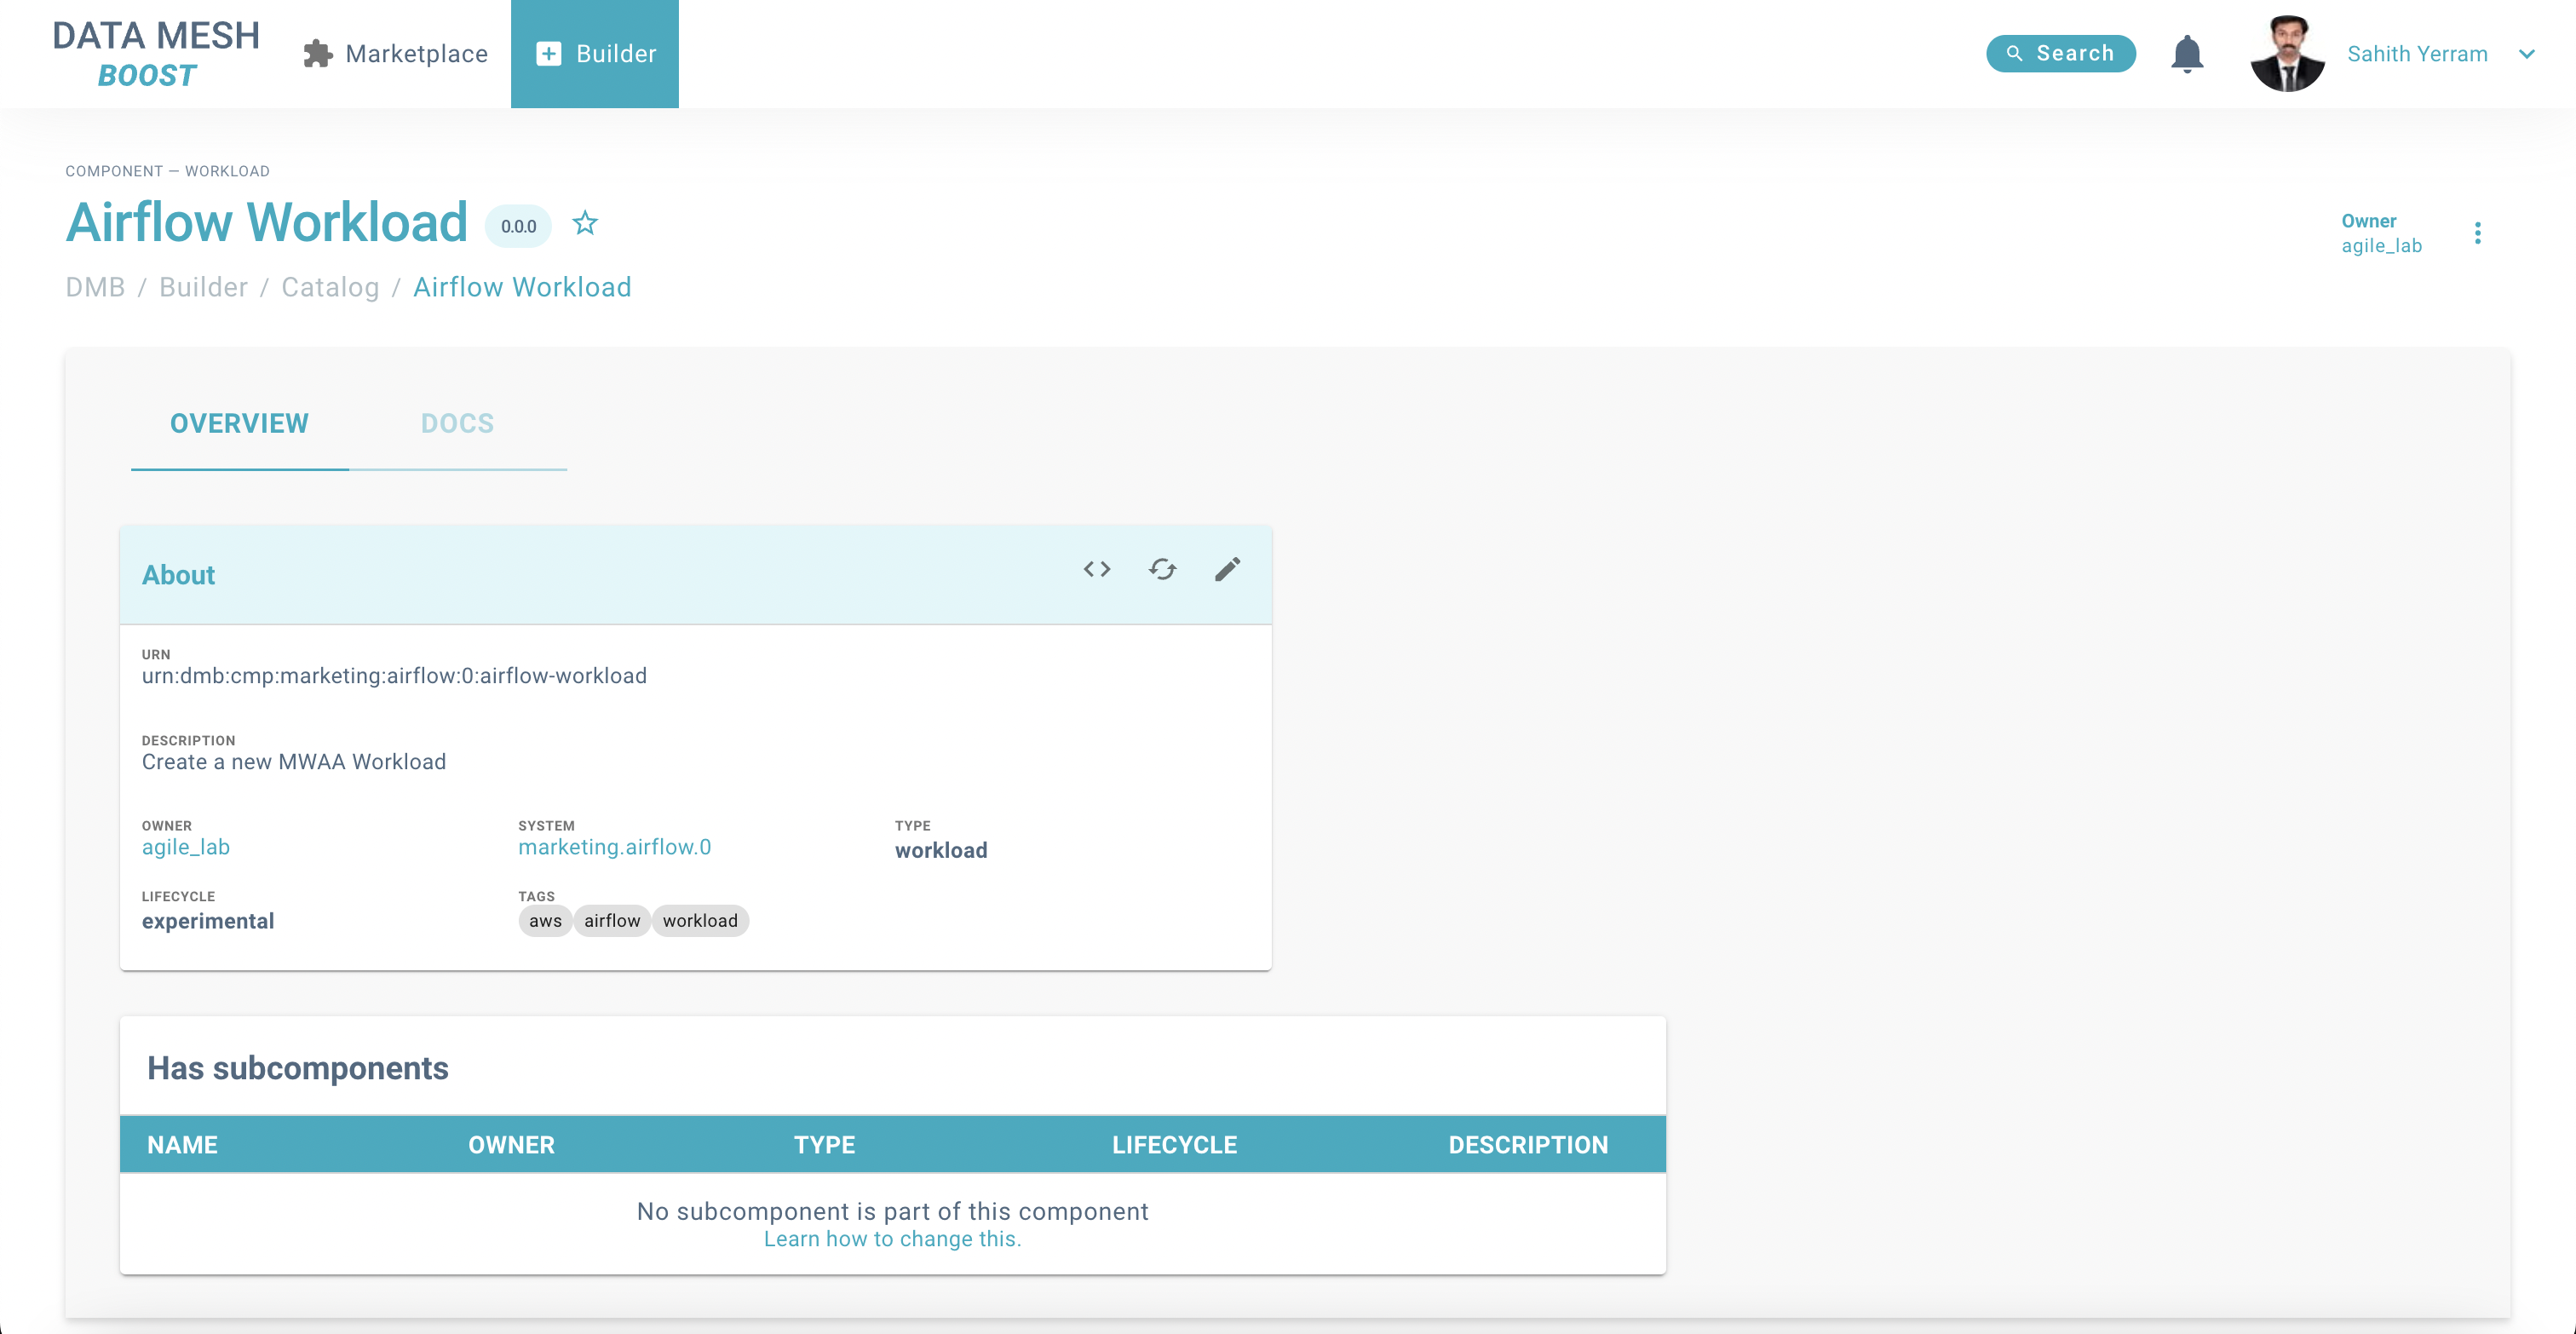 DATA MESH
BOOST
Marketplace
Builder
Search
Sahith Yerram
COMPONENT — WORKLOAD
Airflow Workload 0.0.0
Owner
agile_lab
DMB / Builder / Catalog / Airflow Workload
OVERVIEW DOCS
About
URN
urn:dmb:cmp:marketing:airflow:0:airflow-workload
DESCRIPTION
Create a new MWAA Workload
OWNER SYSTEM TYPE
agile_lab marketing.airflow.0 workload
LIFECYCLE TAGS
experimental aws airflow workload
Has subcomponents
NAME OWNER TYPE LIFECYCLE DESCRIPTION
No subcomponent is part of this component
Learn how to change this.